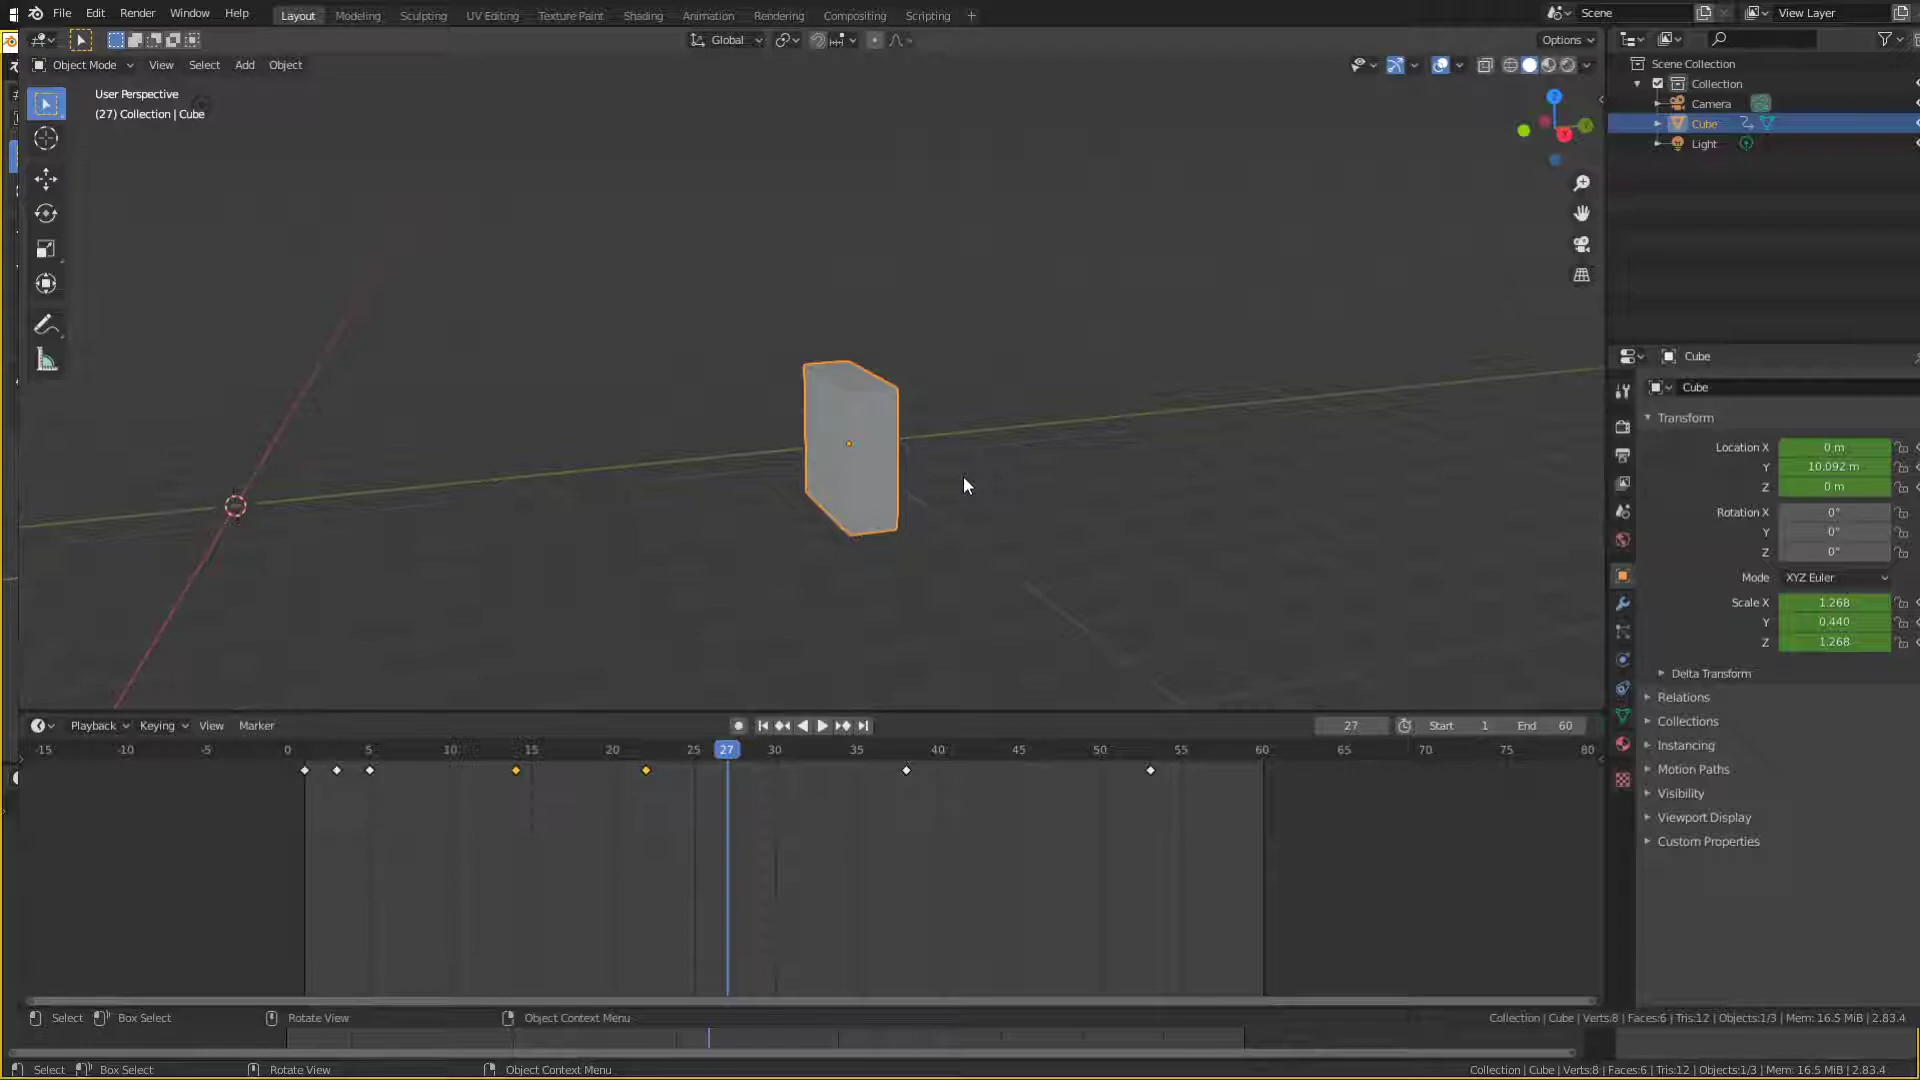 File Edit Render Window Help Layout Modeling Sculpting UV Editing Texture Paint Shading Animation Rendering Compositing Scripting + Scene View Layer
Global Options
Object Mode View Select Add Object
User Perspective
(27) Collection | Cube
Scene Collection
Collection
Camera
Cube
Light
Cube
Cube
Transform
Location X 0 m
Y 10.092 m
Z 0 m
Rotation X 0°
Y 0°
Z 0°
Mode XYZ Euler
Scale X 1.268
Y 0.440
Z 1.268
Delta Transform
Relations
Collections
Instancing
Motion Paths
Visibility
Viewport Display
Custom Properties
Playback Keying View Marker 27 Start 1 End 60
-15 -10 -5 0 5 10 15 20 25 27 30 35 40 45 50 55 60 65 70 75 80
Select Box Select Rotate View Object Context Menu Collection | Cube | Verts:8 | Faces:6 | Tris:12 | Objects:1/3 | Mem: 16.5 MiB | 2.83.4
Select Box Select Rotate View Object Context Menu Collection | Cube | Verts:8 | Faces:6 | Tris:12 | Objects:1/3 | Mem: 16.5 MiB | 2.83.4